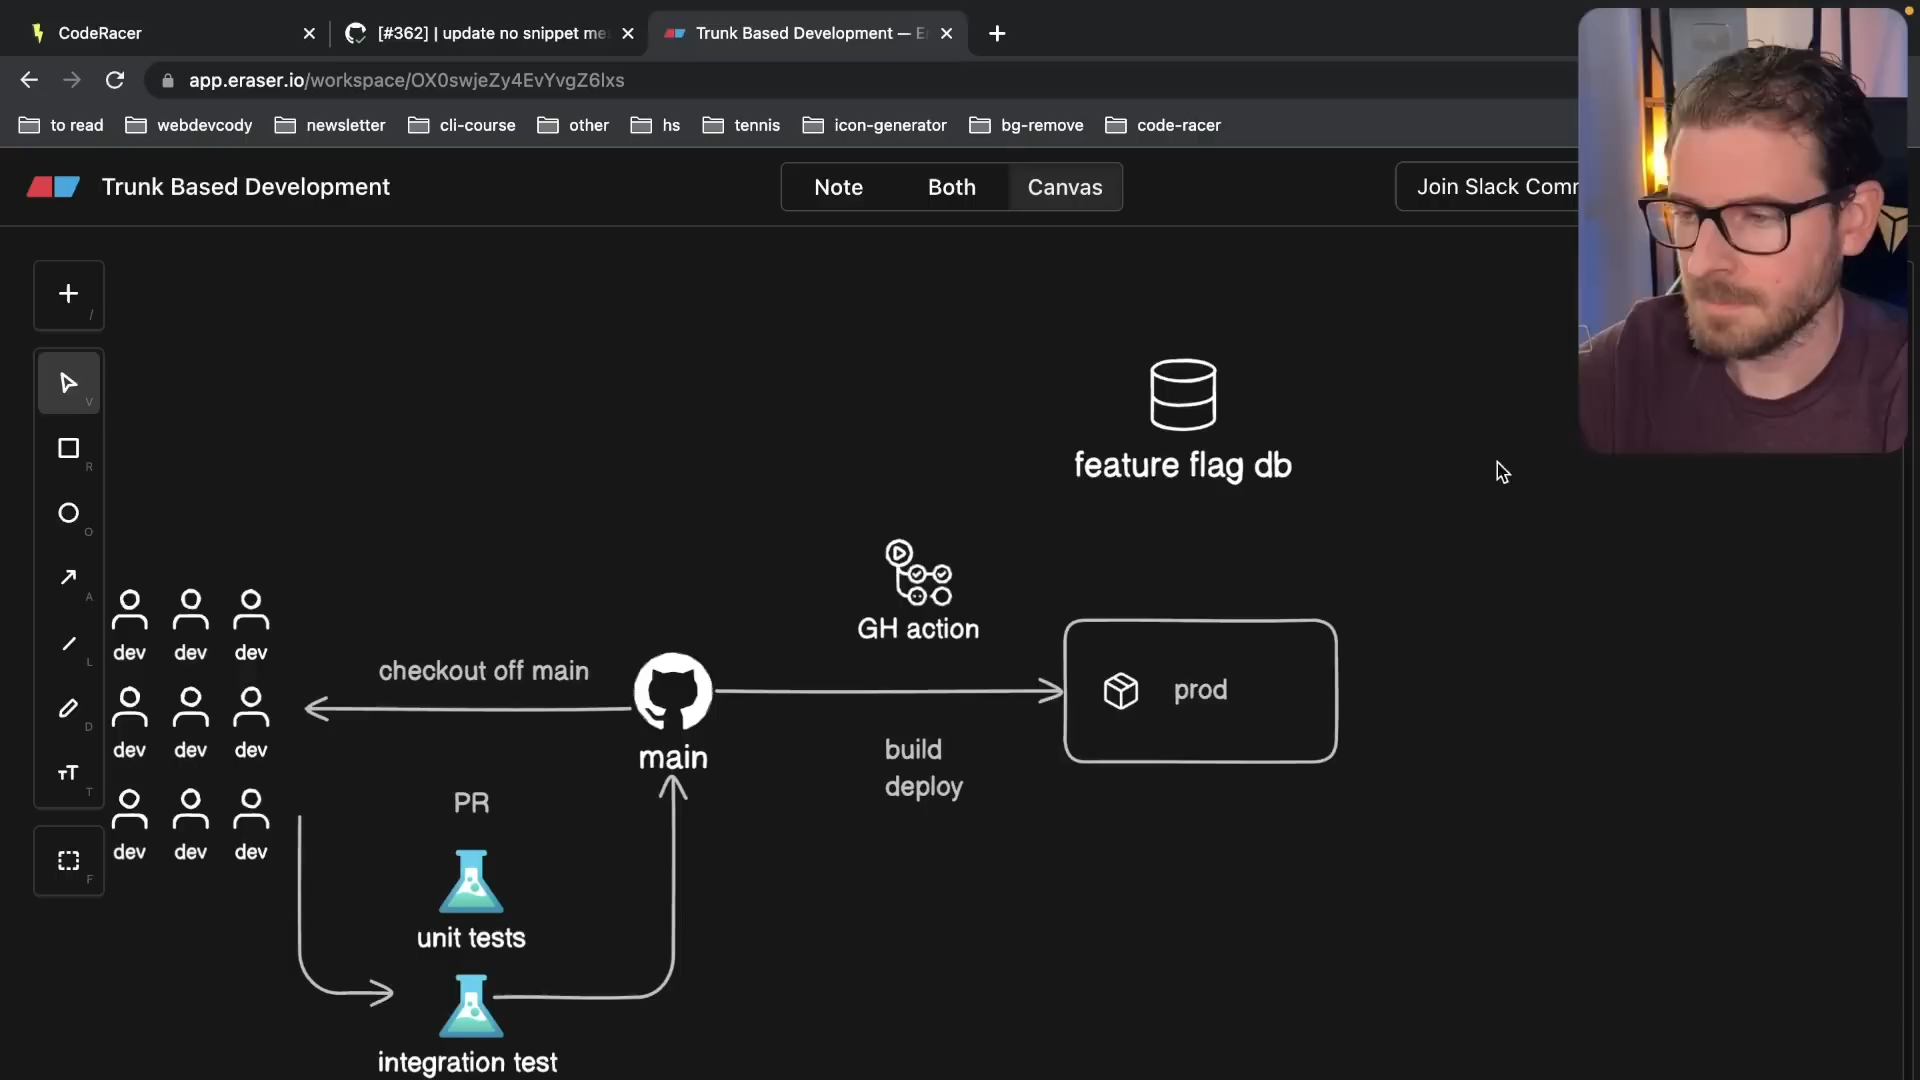 CodeRacer
[#362] | update no snippet me
Trunk Based Development — E
app.eraser.io/workspace/OX0swjeZy4EvYvgZ6lxs
to read
webdevcody
newsletter
cli-course
other
hs
tennis
icon-generator
bg-remove
code-racer
Trunk Based Development
Note
Both
Canvas
Join Slack Comm
/
V
R
O
A
L
D
T
F
feature flag db
GH action
dev dev dev
checkout off main
prod
dev dev dev
main
build
deploy
PR
dev dev dev
unit tests
integration test